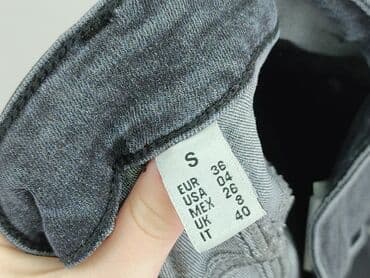 S
EUR 36
USA 04
MEX 26
UK 8
IT 40